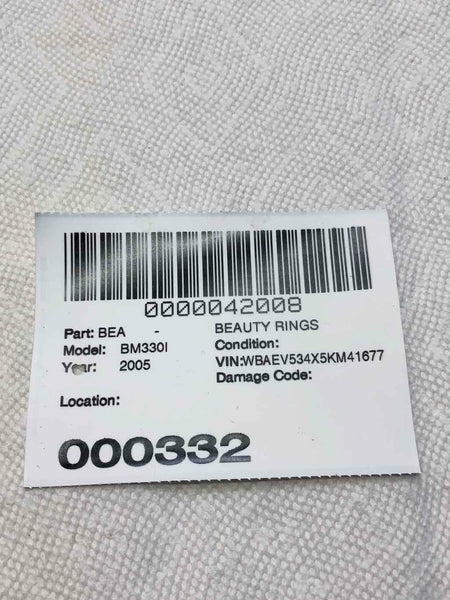 0000042008
Part: BEA - BEAUTY RINGS
Model: BM330I Condition:
Year: 2005 VIN:WBAEV534X5KM41677
Damage Code:
Location:
000332